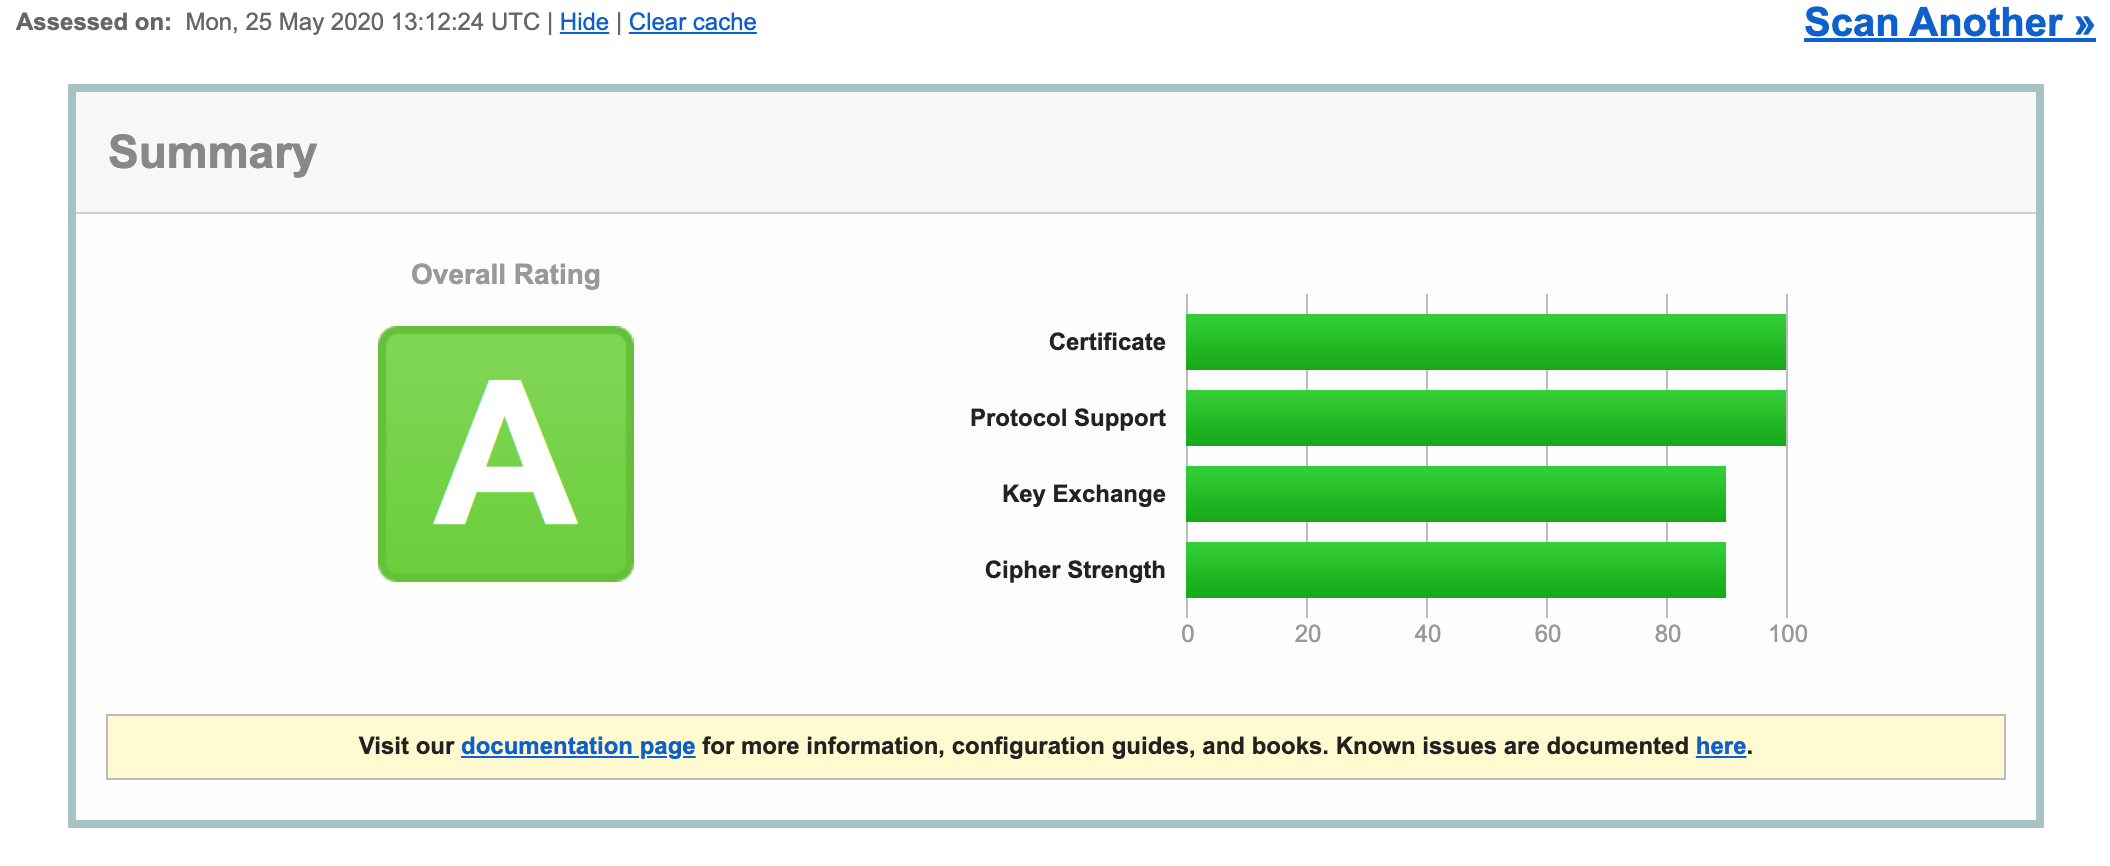 Assessed on: Mon, 25 May 2020 13:12:24 UTC | Hide | Clear cache
Scan Another »
Summary
Overall Rating
A
Certificate
Protocol Support
Key Exchange
Cipher Strength
0 20 40 60 80 100
Visit our documentation page for more information, configuration guides, and books. Known issues are documented here.